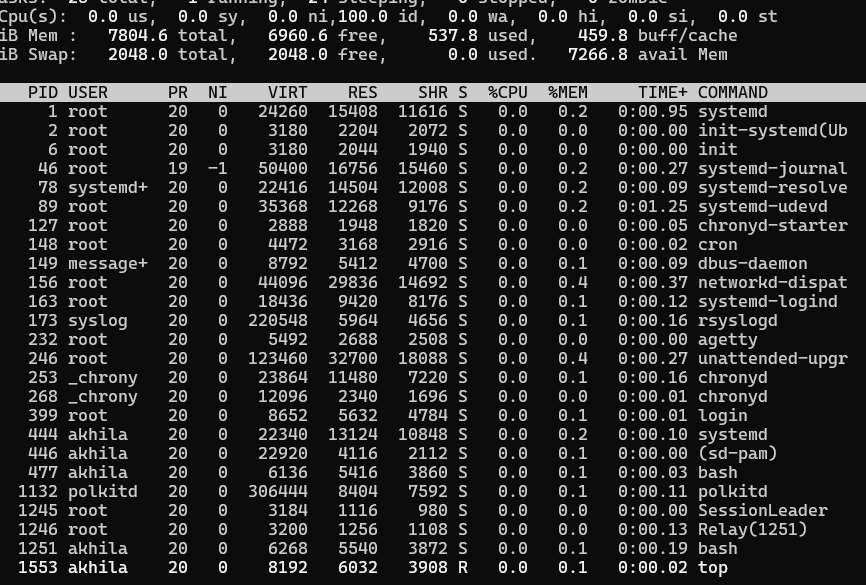 Cpu(s):  0.0 us,  0.0 sy,  0.0 ni,100.0 id,  0.0 wa,  0.0 hi,  0.0 si,  0.0 st
iB Mem :   7804.6 total,   6960.6 free,    537.8 used,    459.8 buff/cache
iB Swap:   2048.0 total,   2048.0 free,      0.0 used.   7266.8 avail Mem
PID USER      PR  NI    VIRT    RES    SHR S  %CPU  %MEM     TIME+ COMMAND
1 root      20   0   24260  15408  11616 S   0.0   0.2   0:00.95 systemd
2 root      20   0    3180   2204   2072 S   0.0   0.0   0:00.00 init-systemd(Ub
6 root      20   0    3180   2044   1940 S   0.0   0.0   0:00.00 init
46 root      19  -1   50400  16756  15460 S   0.0   0.2   0:00.27 systemd-journal
78 systemd+  20   0   22416  14504  12008 S   0.0   0.2   0:00.09 systemd-resolve
89 root      20   0   35368  12268   9176 S   0.0   0.2   0:01.25 systemd-udevd
127 root      20   0    2888   1948   1820 S   0.0   0.0   0:00.05 chronyd-starter
148 root      20   0    4472   3168   2916 S   0.0   0.0   0:00.02 cron
149 message+  20   0    8792   5412   4700 S   0.0   0.1   0:00.09 dbus-daemon
156 root      20   0   44096  29836  14692 S   0.0   0.4   0:00.37 networkd-dispat
163 root      20   0   18436   9420   8176 S   0.0   0.1   0:00.12 systemd-logind
173 syslog    20   0  220548   5964   4656 S   0.0   0.1   0:00.16 rsyslogd
232 root      20   0    5492   2688   2508 S   0.0   0.0   0:00.00 agetty
246 root      20   0  123460  32700  18088 S   0.0   0.4   0:00.27 unattended-upgr
253 _chrony   20   0   23864  11480   7220 S   0.0   0.1   0:00.16 chronyd
268 _chrony   20   0   12096   2340   1696 S   0.0   0.0   0:00.01 chronyd
399 root      20   0    8652   5632   4784 S   0.0   0.1   0:00.01 login
444 akhila    20   0   22340  13124  10848 S   0.0   0.2   0:00.10 systemd
446 akhila    20   0   22920   4116   2112 S   0.0   0.1   0:00.00 (sd-pam)
477 akhila    20   0    6136   5416   3860 S   0.0   0.1   0:00.03 bash
1132 polkitd   20   0  306444   8404   7592 S   0.0   0.1   0:00.11 polkitd
1245 root      20   0    3184   1116    980 S   0.0   0.0   0:00.00 SessionLeader
1246 root      20   0    3200   1256   1108 S   0.0   0.0   0:00.13 Relay(1251)
1251 akhila    20   0    6268   5540   3872 S   0.0   0.1   0:00.19 bash
1553 akhila    20   0    8192   6032   3908 R   0.0   0.1   0:00.02 top